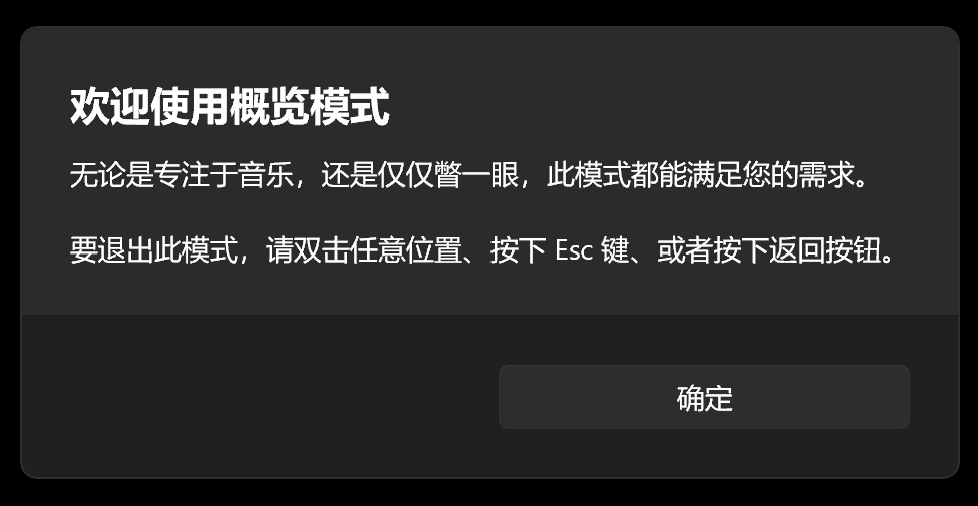 欢迎使用概览模式
无论是专注于音乐，还是仅仅瞥一眼，此模式都能满足您的需求。
要退出此模式，请双击任意位置、按下 Esc 键、或者按下返回按钮。
确定